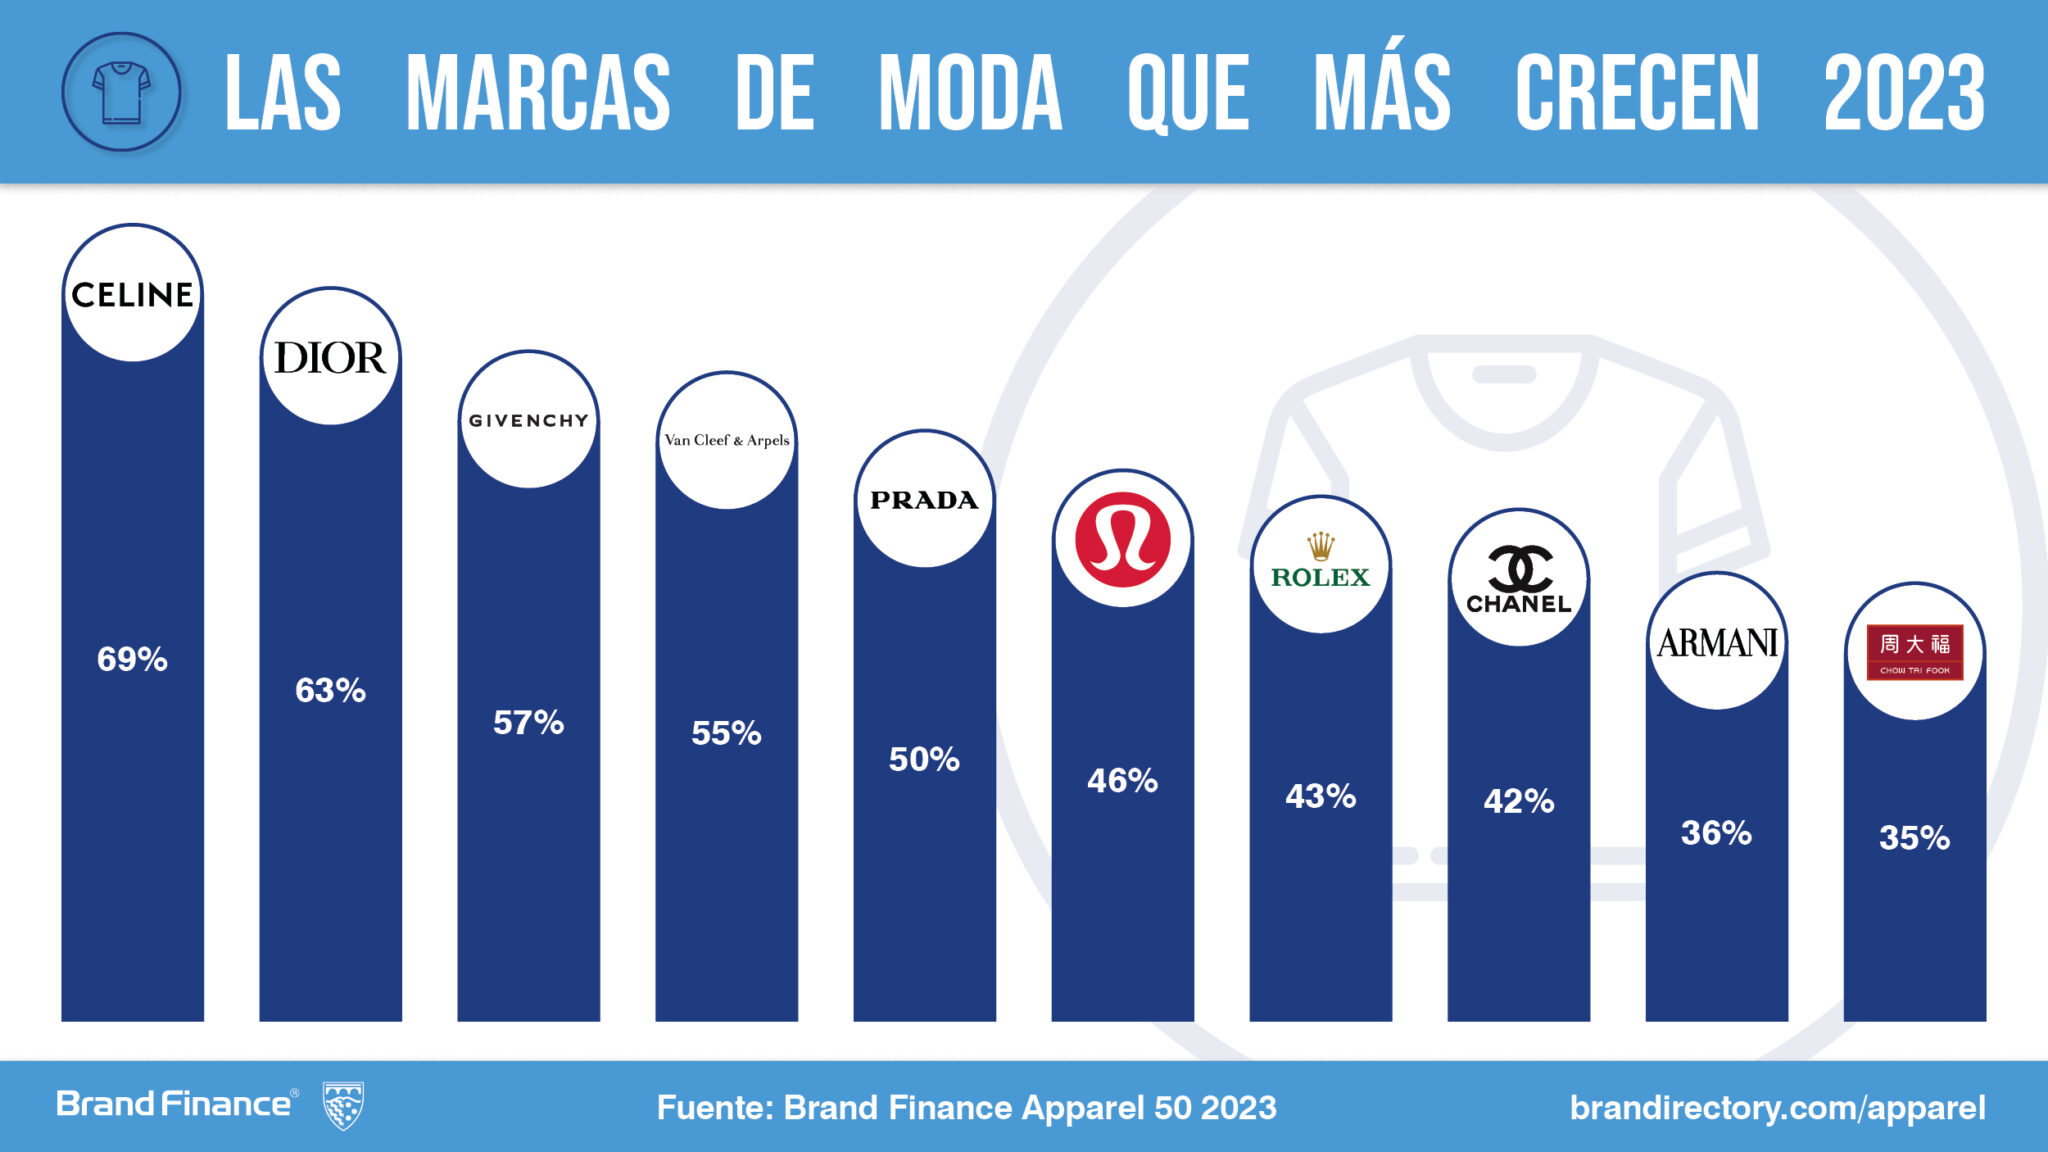 LAS MARCAS DE MODA QUE MÁS CRECEN 2023
CELINE
DIOR
GIVENCHY
Van Cleef & Arpels
PRADA
ROLEX
CHANEL
ARMANI
周大福
CHOW TAI FOOK
69%
63%
57%
55%
50%
46%
43%
42%
36%
35%
Brand Finance®
Fuente: Brand Finance Apparel 50 2023
brandirectory.com/apparel